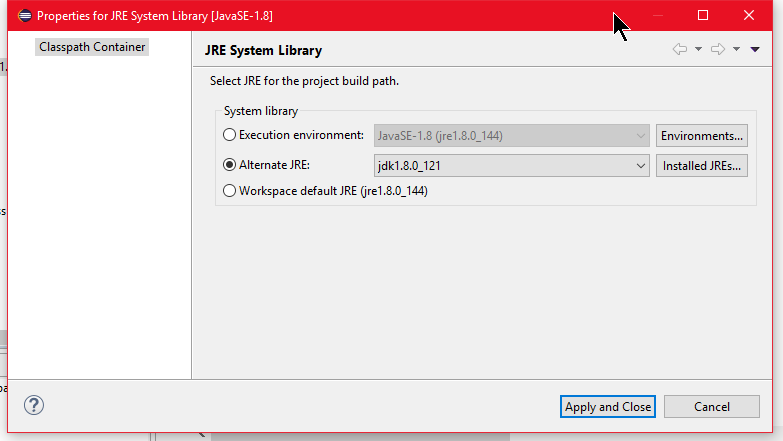 Properties for JRE System Library [JavaSE-1.8]
Classpath Container
JRE System Library
Select JRE for the project build path.
System library
Execution environment: JavaSE-1.8 (jre1.8.0_144) Environments...
Alternate JRE: jdk1.8.0_121 Installed JREs...
Workspace default JRE (jre1.8.0_144)
? Apply and Close Cancel